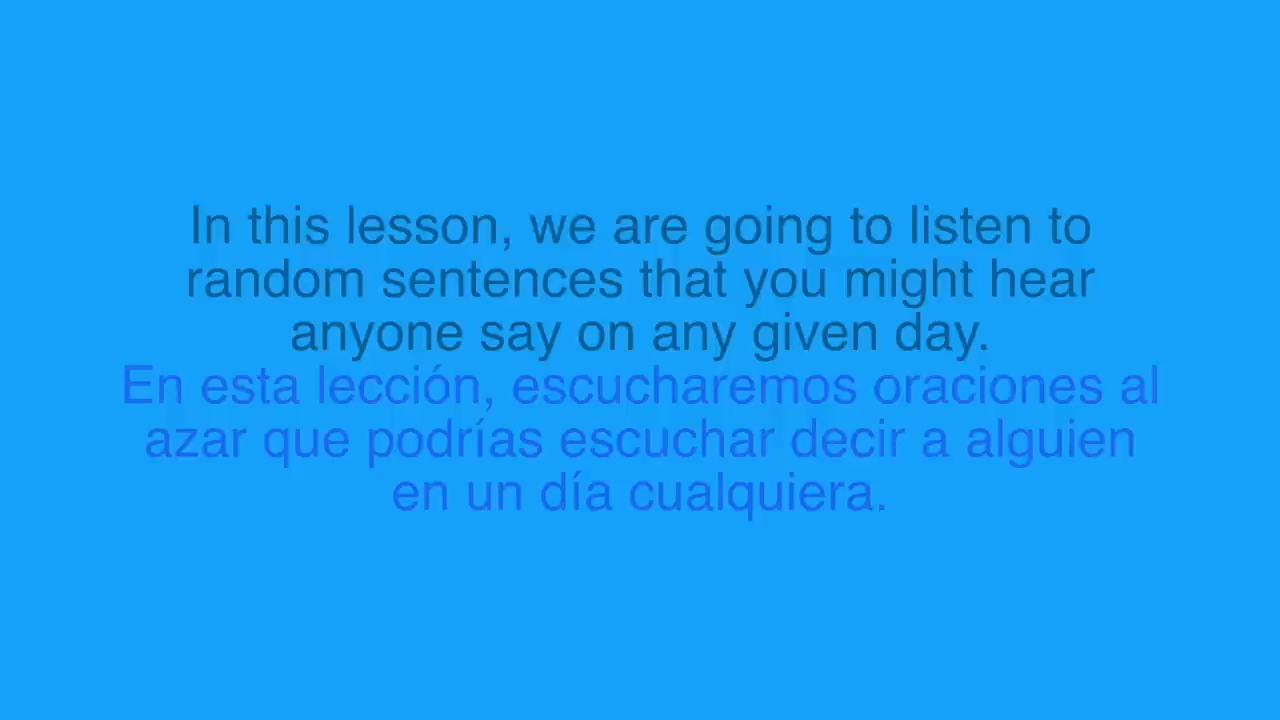 In this lesson, we are going to listen to
random sentences that you might hear
anyone say on any given day.
En esta lección, escucharemos oraciones al
azar que podrías escuchar decir a alguien
en un día cualquiera.